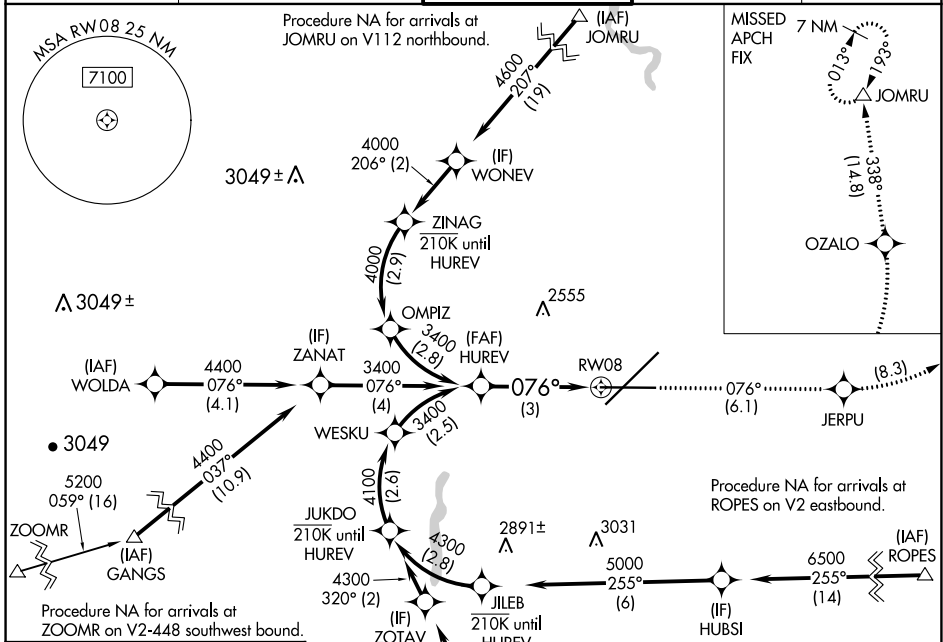 MSA RW08 25 NM
7100
Procedure NA for arrivals at
JOMRU on V112 northbound.
(IAF)
JOMRU
4600
207°
(19)
MISSED
APCH
FIX
7 NM
013°
193°
JOMRU
338°
(14.8)
OZALO
4000
206° (2)
(IF)
WONEV
3049±
ZINAG
210K until
HUREV
4000
(2.9)
3049±
OMPIZ
3400
(2.8)
2555
(IAF)
WOLDA
4400
076°
(4.1)
(IF)
ZANAT
3400
076°
(4)
(FAF)
HUREV
076°
(3)
RW08
076°
(6.1)
JERPU
(8.3)
WESKU
3400
(2.5)
3049
4400
037°
(10.9)
5200
059° (16)
ZOOMR
(IAF)
GANGS
4100
(2.6)
JUKDO
210K until
HUREV
4300
(2.8)
2891±
3031
Procedure NA for arrivals at
ROPES on V2 eastbound.
(IAF)
ROPES
6500
255°
(14)
5000
255°
(6)
(IF)
HUBSI
JILEB
210K until
HUREV
4300
320° (2)
(IF)
ZOTAV
Procedure NA for arrivals at
ZOOMR on V2-448 southwest bound.